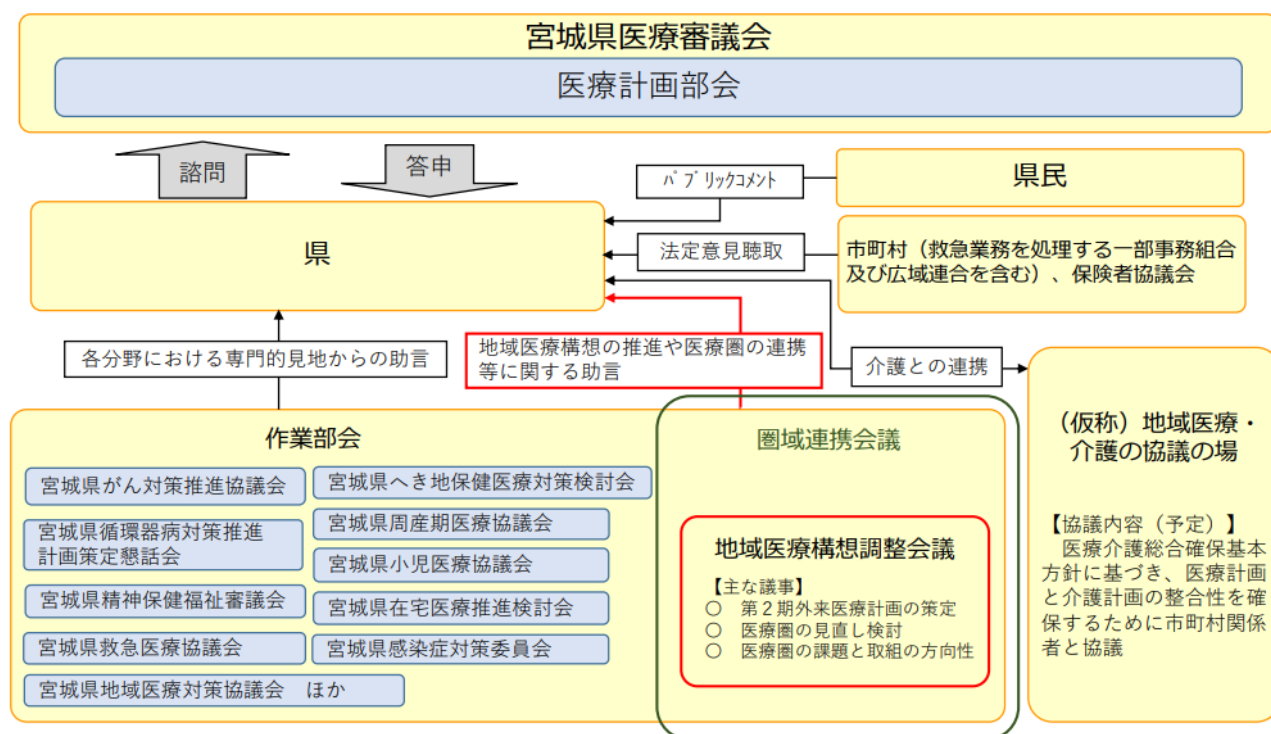 宮城県医療審議会
医療計画部会
諮問
答申
ﾊﾟﾌﾞﾘｯｸｺﾒﾝﾄ
県民
県
法定意見聴取
市町村（救急業務を処理する一部事務組合
及び広域連合を含む）、保険者協議会
各分野における専門的見地からの助言
地域医療構想の推進や医療圏の連携
等に関する助言
介護との連携
作業部会
宮城県がん対策推進協議会
宮城県循環器病対策推進
計画策定懇話会
宮城県精神保健福祉審議会
宮城県救急医療協議会
宮城県地域医療対策協議会　ほか
宮城県へき地保健医療対策検討会
宮城県周産期医療協議会
宮城県小児医療協議会
宮城県在宅医療推進検討会
宮城県感染症対策委員会
圏域連携会議
地域医療構想調整会議
【主な議事】
○　第２期外来医療計画の策定
○　医療圏の見直し検討
○　医療圏の課題と取組の方向性
（仮称）地域医療・
介護の協議の場
【協議内容（予定）】
　医療介護総合確保基本
方針に基づき、医療計画
と介護計画の整合性を確
保するために市町村関係
者と協議